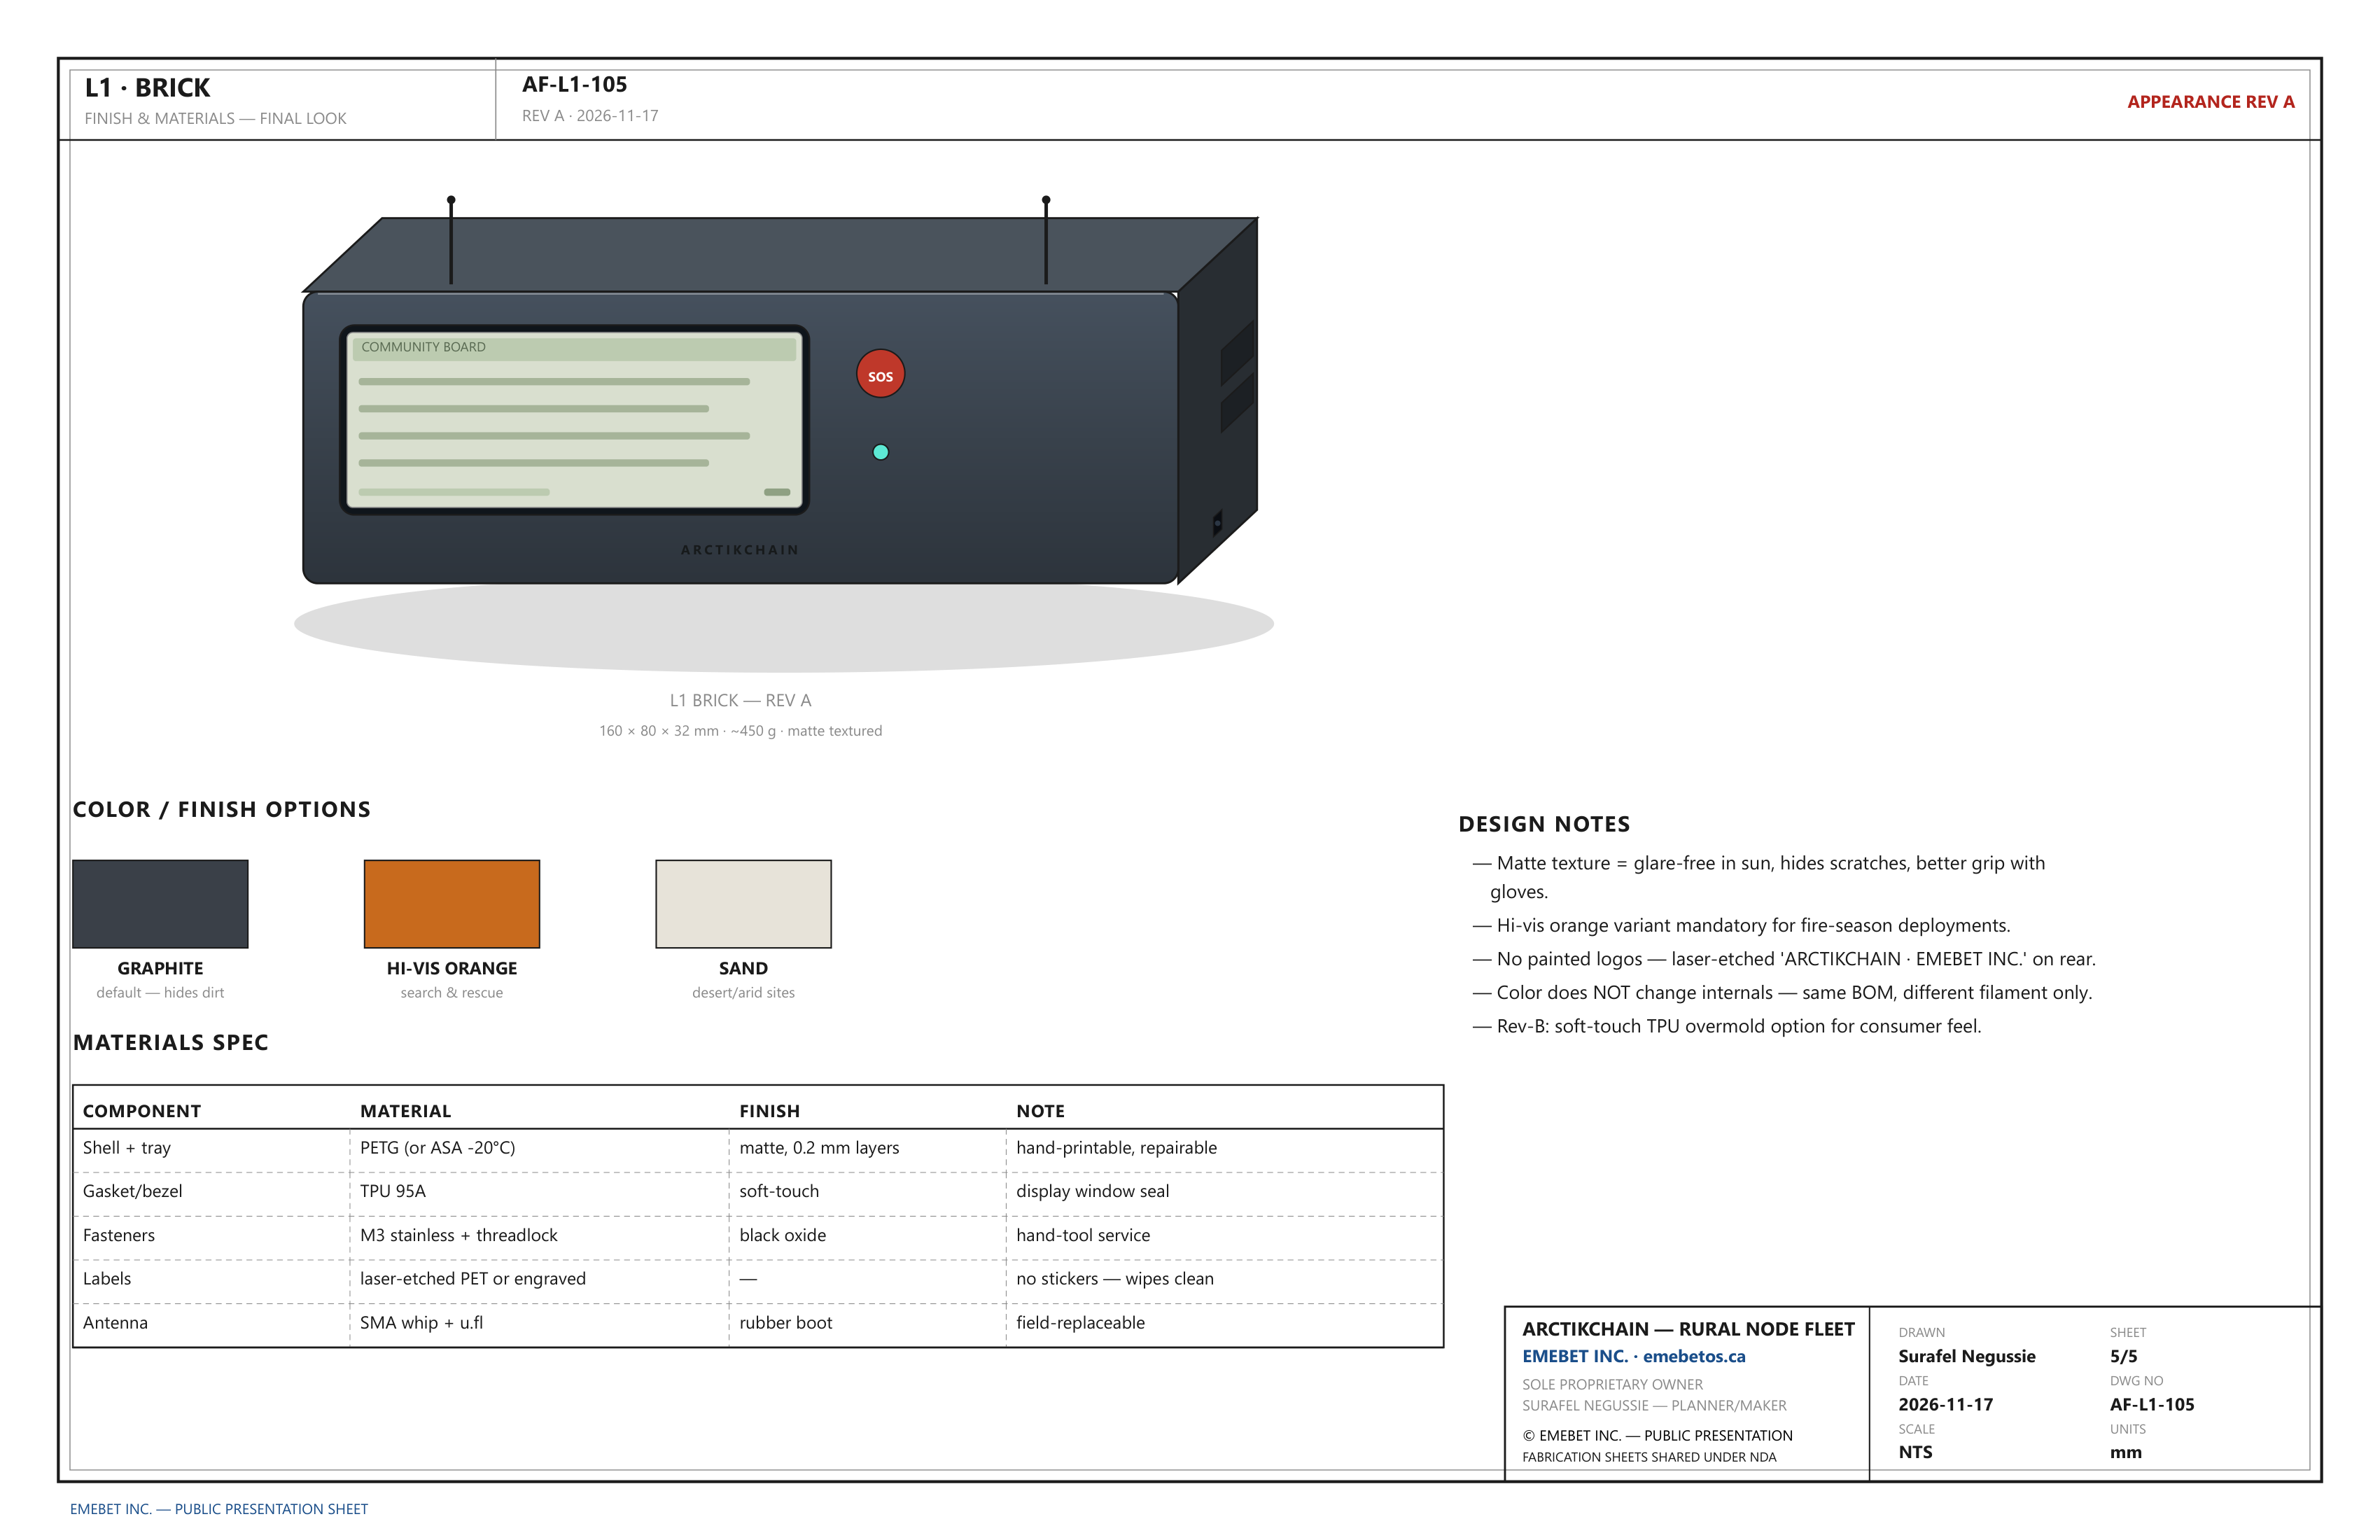 L1 · BRICK
FINISH & MATERIALS — FINAL LOOK
AF-L1-105
REV A · 2026-11-17
APPEARANCE REV A
COMMUNITY BOARD
SOS
ARCTIKCHAIN
L1 BRICK — REV A
160 × 80 × 32 mm · ~450 g · matte textured
COLOR / FINISH OPTIONS
GRAPHITE
default — hides dirt
HI-VIS ORANGE
search & rescue
SAND
desert/arid sites
DESIGN NOTES
— Matte texture = glare-free in sun, hides scratches, better grip with
gloves.
— Hi-vis orange variant mandatory for fire-season deployments.
— No painted logos — laser-etched 'ARCTIKCHAIN · EMEBET INC.' on rear.
— Color does NOT change internals — same BOM, different filament only.
— Rev-B: soft-touch TPU overmold option for consumer feel.
MATERIALS SPEC
COMPONENT MATERIAL FINISH NOTE
Shell + tray PETG (or ASA -20°C) matte, 0.2 mm layers hand-printable, repairable
Gasket/bezel TPU 95A soft-touch display window seal
Fasteners M3 stainless + threadlock black oxide hand-tool service
Labels laser-etched PET or engraved — no stickers — wipes clean
Antenna SMA whip + u.fl rubber boot field-replaceable
ARCTIKCHAIN — RURAL NODE FLEET
EMEBET INC. · emebetos.ca
SOLE PROPRIETARY OWNER
SURAFEL NEGUSSIE — PLANNER/MAKER
© EMEBET INC. — PUBLIC PRESENTATION
FABRICATION SHEETS SHARED UNDER NDA
DRAWN
Surafel Negussie
DATE
2026-11-17
SCALE
NTS
SHEET
5/5
DWG NO
AF-L1-105
UNITS
mm
EMEBET INC. — PUBLIC PRESENTATION SHEET